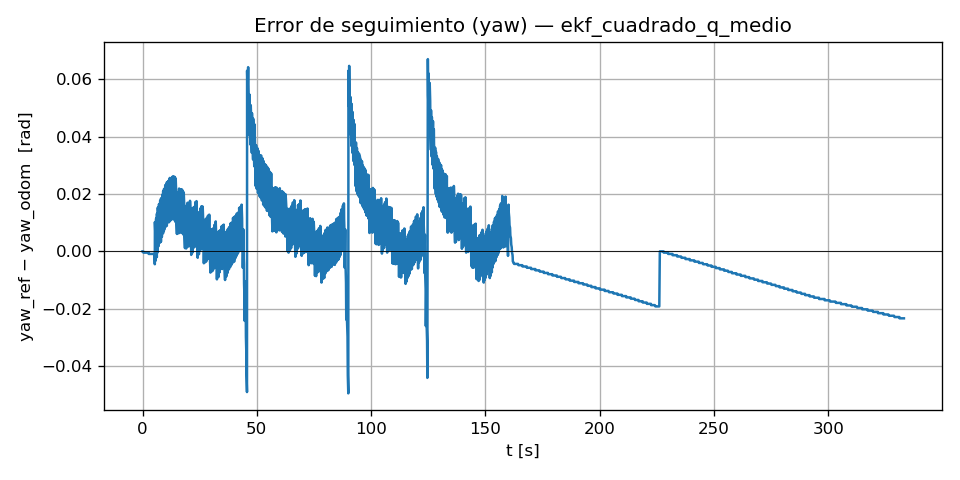 Error de seguimiento (yaw) — ekf_cuadrado_q_medio
yaw_ref − yaw_odom [rad]
0.06
0.04
0.02
0.00
−0.02
−0.04
0 50 100 150 200 250 300
t [s]